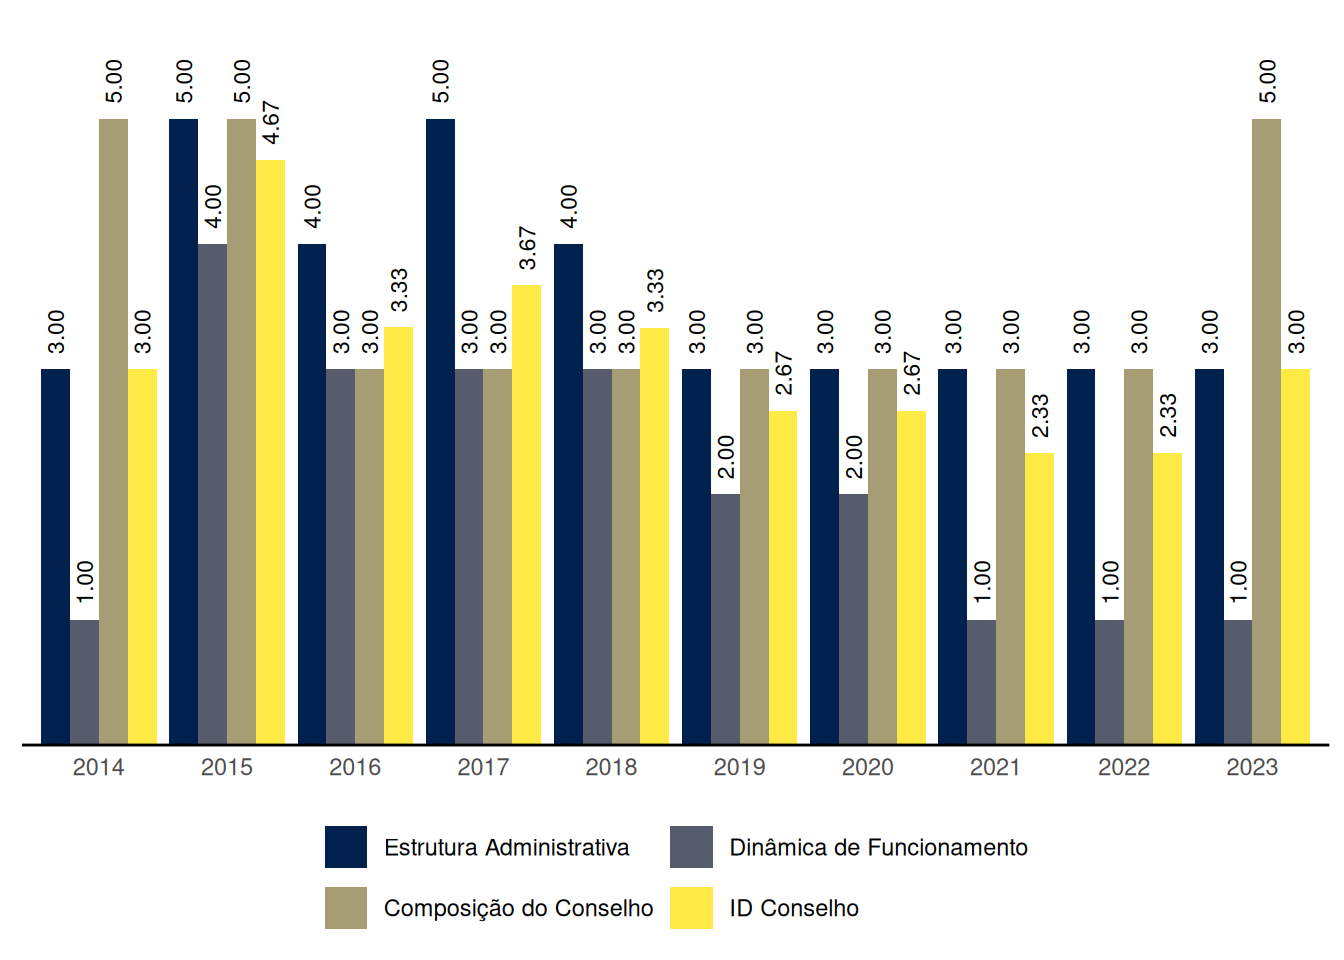 3.00 1.00 5.00 3.00
5.00 4.00 5.00 4.67
4.00 3.00 3.00 3.33
5.00 3.00 3.00 3.67
4.00 3.00 3.00 3.33
3.00 2.00 3.00 2.67
3.00 2.00 3.00 2.67
3.00 1.00 3.00 2.33
3.00 1.00 3.00 2.33
3.00 1.00 5.00 3.00
2014 2015 2016 2017 2018 2019 2020 2021 2022 2023
Estrutura Administrativa Dinâmica de Funcionamento
Composição do Conselho ID Conselho